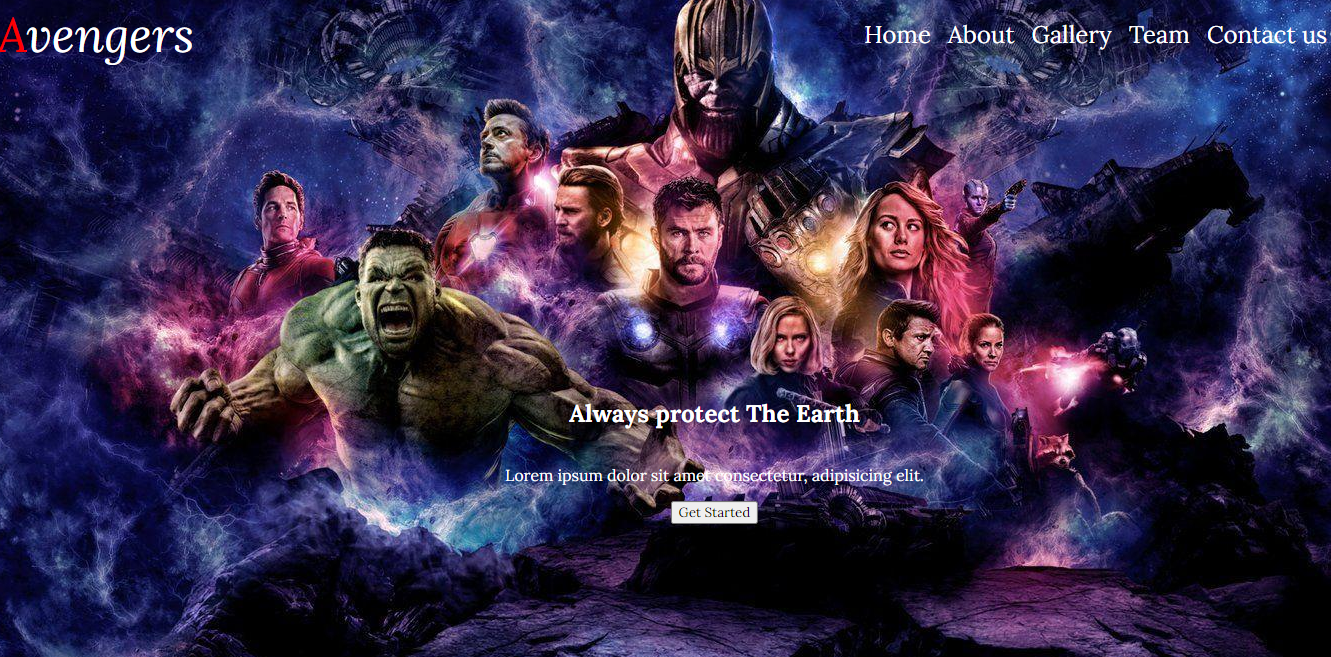 Avengers
Home About Gallery Team Contact us
Always protect The Earth
Lorem ipsum dolor sit amet consectetur, adipisicing elit.
Get Started